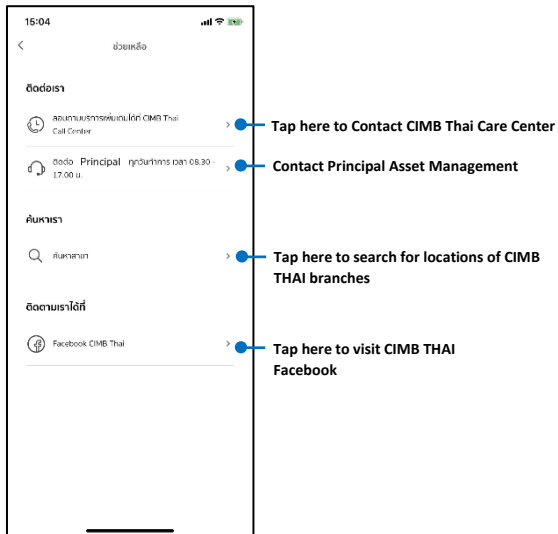 15:04
ช่วยเหลือ
ติดต่อเรา
สอบถามบริการเพิ่มเติมได้ที่ CIMB Thai
Call Center
Tap here to Contact CIMB Thai Care Center
ติดต่อ Principal ทุกวันทำการ เวลา 08.30 -
17.00 น.
Contact Principal Asset Management
ค้นหาเรา
ค้นหาสาขา
Tap here to search for locations of CIMB
THAI branches
ติดตามเราได้ที่
Facebook CIMB Thai
Tap here to visit CIMB THAI
Facebook